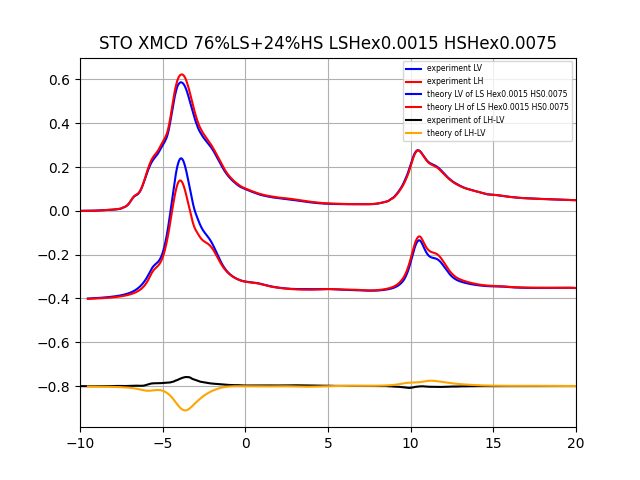 STO XMCD 76%LS+24%HS LSHex0.0015 HSHex0.0075
experiment LV
experiment LH
theory LV of LS Hex0.0015 HS0.0075
theory LH of LS Hex0.0015 HS0.0075
experiment of LH-LV
theory of LH-LV
0.6
0.4
0.2
0.0
−0.2
−0.4
−0.6
−0.8
−10 −5 0 5 10 15 20